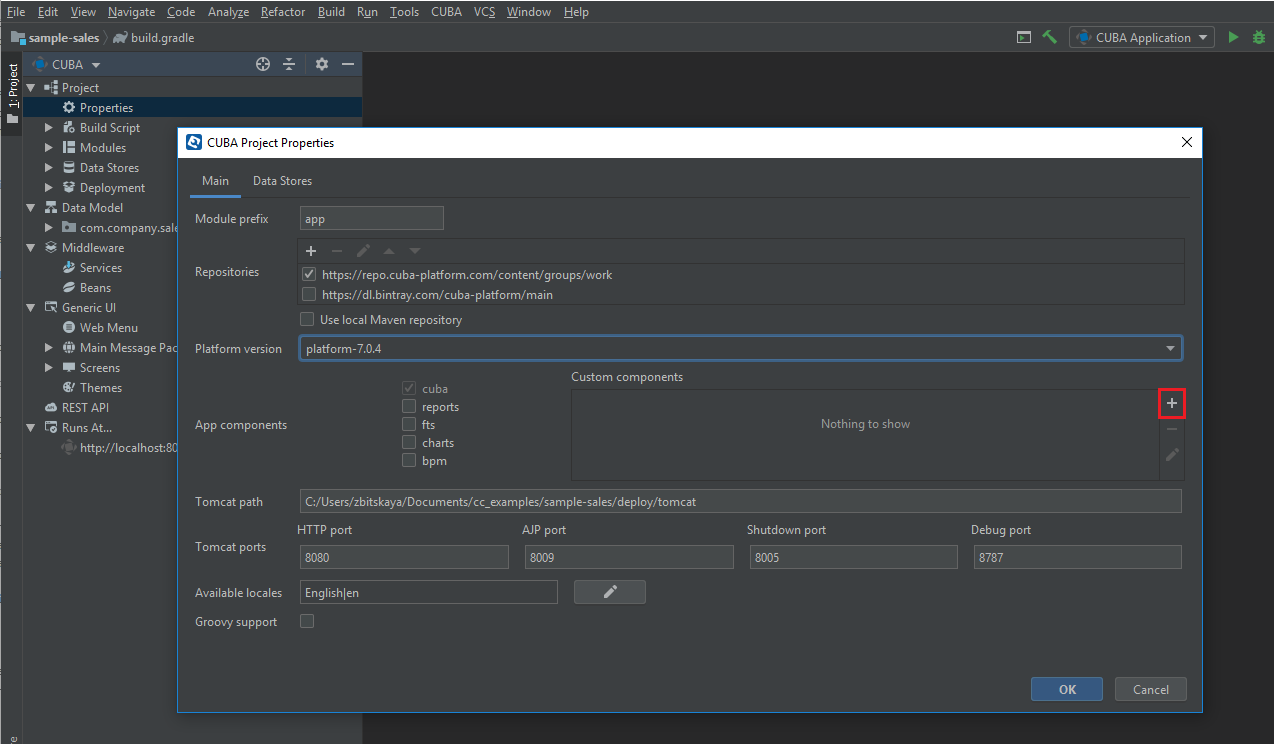 File Edit View Navigate Code Analyze Refactor Build Run Tools CUBA VCS Window Help
sample-sales build.gradle CUBA Application
1: Project
CUBA
Project
Properties
Build Script
Modules
Data Stores
Deployment
Data Model
com.company.sale
Middleware
Services
Beans
Generic UI
Web Menu
Main Message Pac
Screens
Themes
REST API
Runs At...
http://localhost:80
CUBA Project Properties
Main Data Stores
Module prefix app
Repositories
https://repo.cuba-platform.com/content/groups/work
https://dl.bintray.com/cuba-platform/main
Use local Maven repository
Platform version platform-7.0.4
Custom components
App components
cuba
reports
fts
charts
bpm
Nothing to show
Tomcat path C:/Users/zbitskaya/Documents/cc_examples/sample-sales/deploy/tomcat
HTTP port AJP port Shutdown port Debug port
Tomcat ports 8080 8009 8005 8787
Available locales English|en
Groovy support
OK Cancel